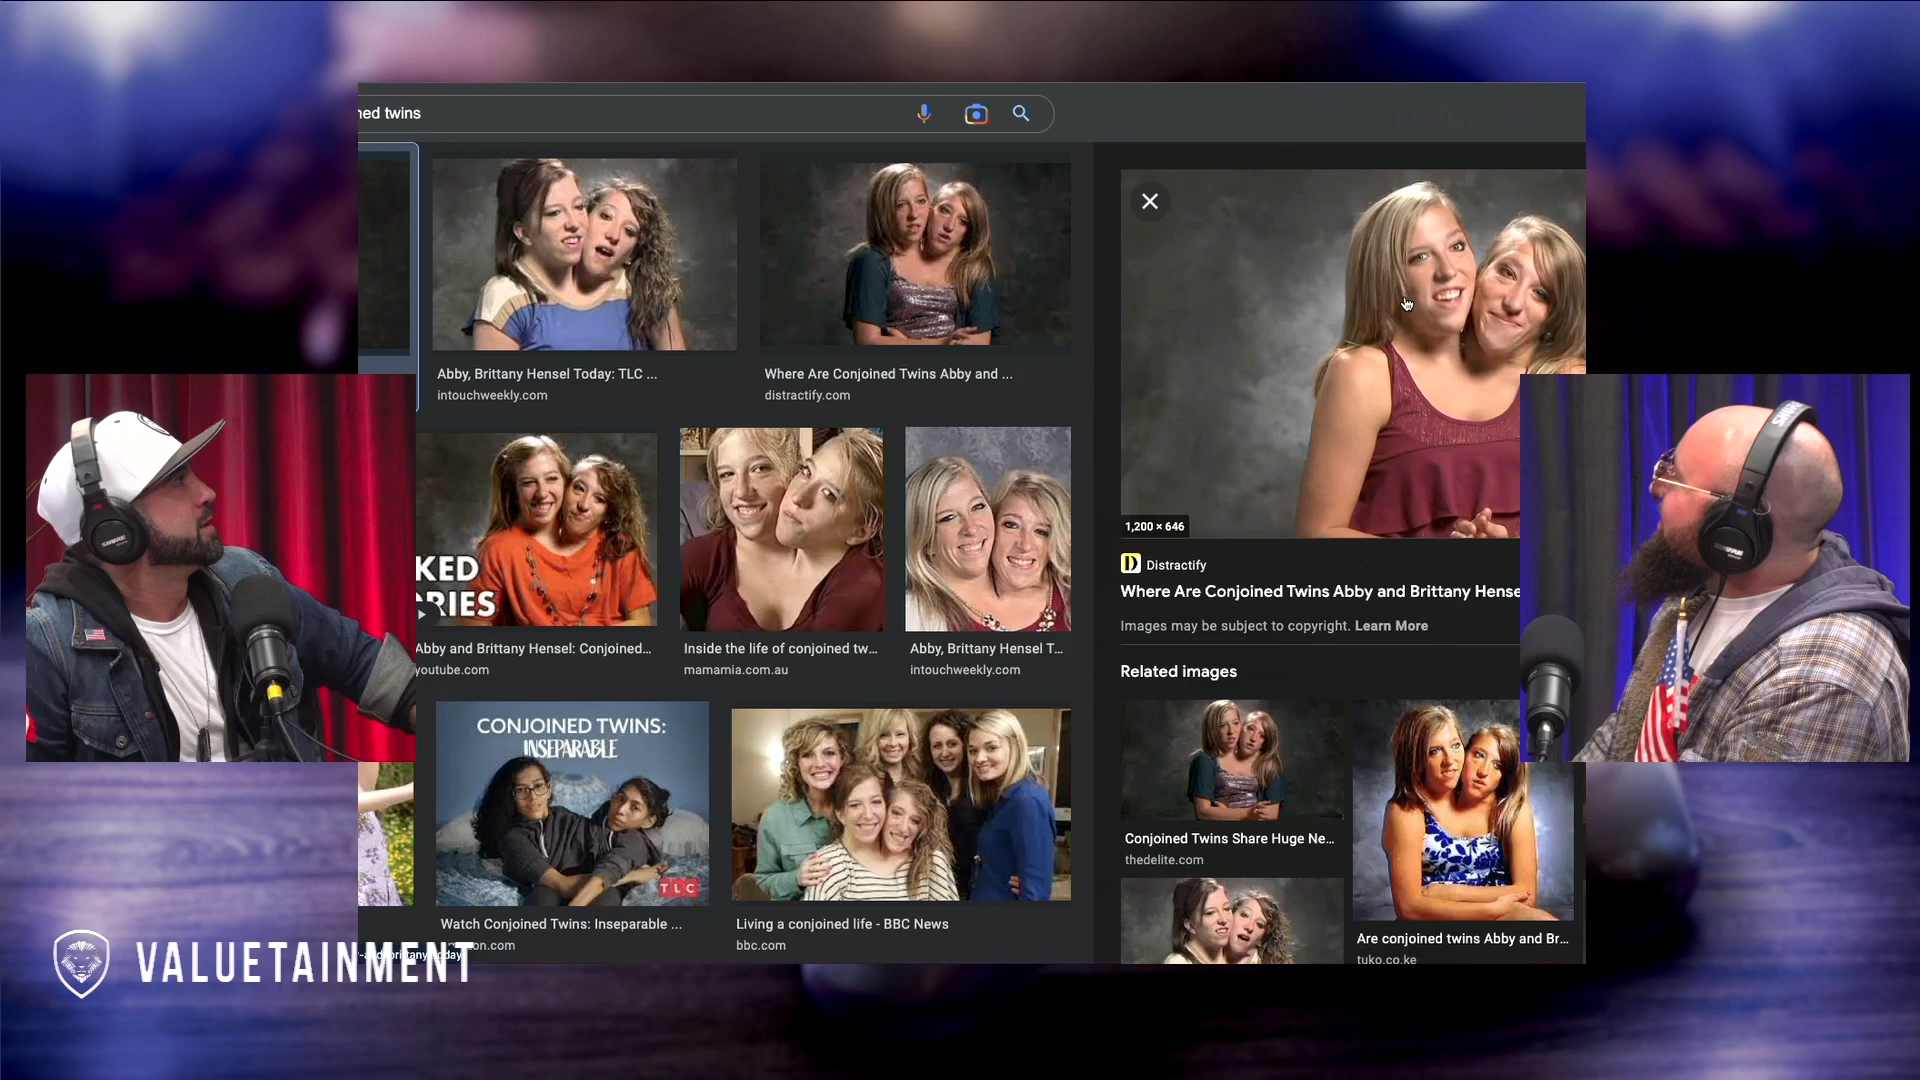 ned twins
Abby, Brittany Hensel Today: TLC ...
intouchweekly.com
Where Are Conjoined Twins Abby and ...
distractify.com
1,200 × 646
Distractify
Where Are Conjoined Twins Abby and Brittany Hense
Images may be subject to copyright. Learn More
Related images
KED
RIES
Abby and Brittany Hensel: Conjoined...
youtube.com
Inside the life of conjoined tw...
mamamia.com.au
Abby, Brittany Hensel T...
intouchweekly.com
CONJOINED TWINS:
INSEPARABLE
TLC
Watch Conjoined Twins: Inseparable ...
on.com
Living a conjoined life - BBC News
bbc.com
Conjoined Twins Share Huge Ne...
thedelite.com
Are conjoined twins Abby and Br...
tuko.co.ke
VALUETAINMENT
SHURE